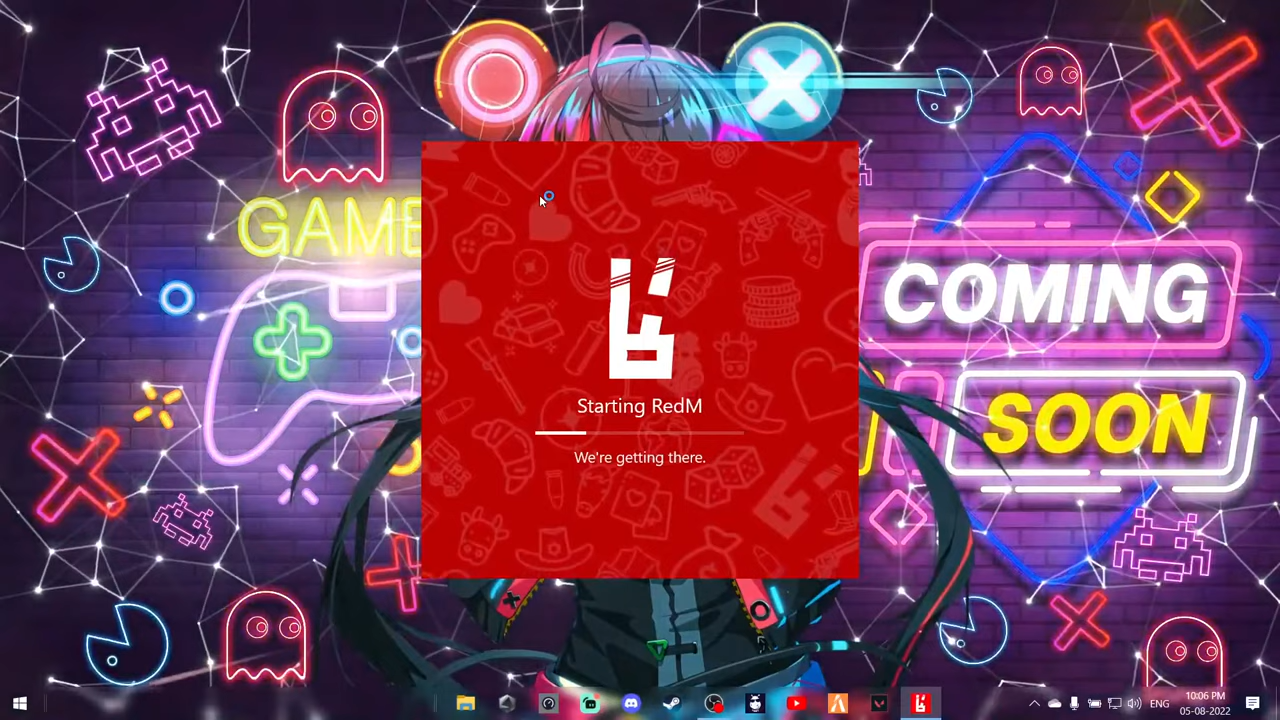 GAME
COMING
SOON
Starting RedM
We're getting there.
ENG
10:06 PM
05-08-2022